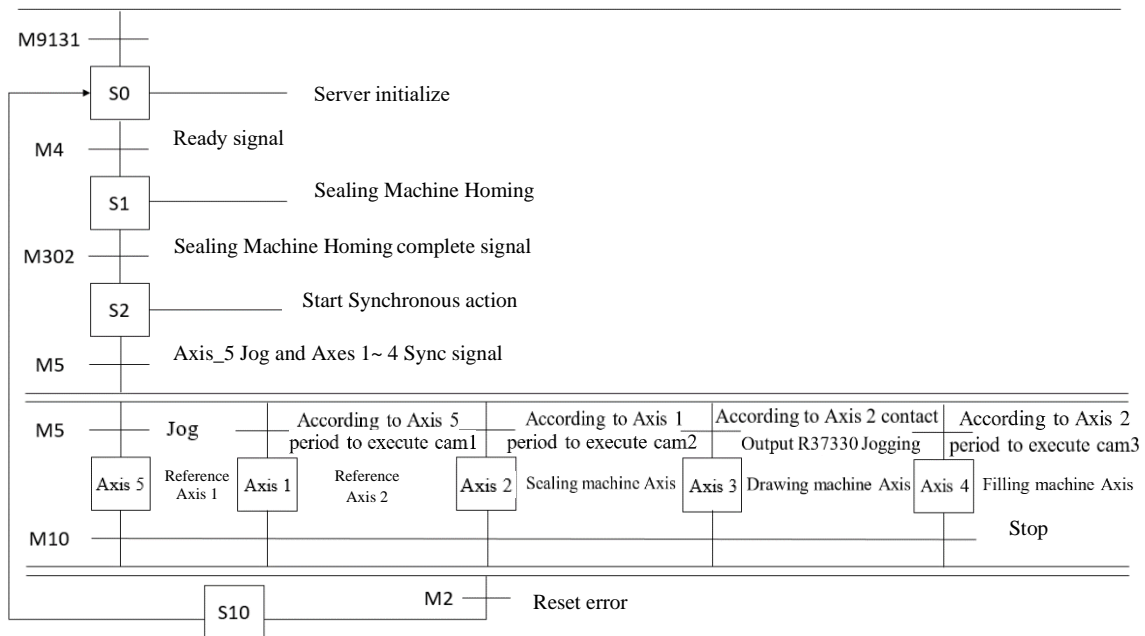 M9131
S0
Server initialize
M4
Ready signal
S1
Sealing Machine Homing
M302
Sealing Machine Homing complete signal
S2
Start Synchronous action
M5
Axis_5 Jog and Axes 1~ 4 Sync signal
M5
Jog
According to Axis 5
period to execute cam1
According to Axis 1
period to execute cam2
According to Axis 2 contact
Output R37330 Jogging
According to Axis 2
period to execute cam3
Axis 5
Reference
Axis 1
Axis 1
Reference
Axis 2
Axis 2
Sealing machine Axis
Axis 3
Drawing machine Axis
Axis 4
Filling machine Axis
M10
Stop
M2
Reset error
S10